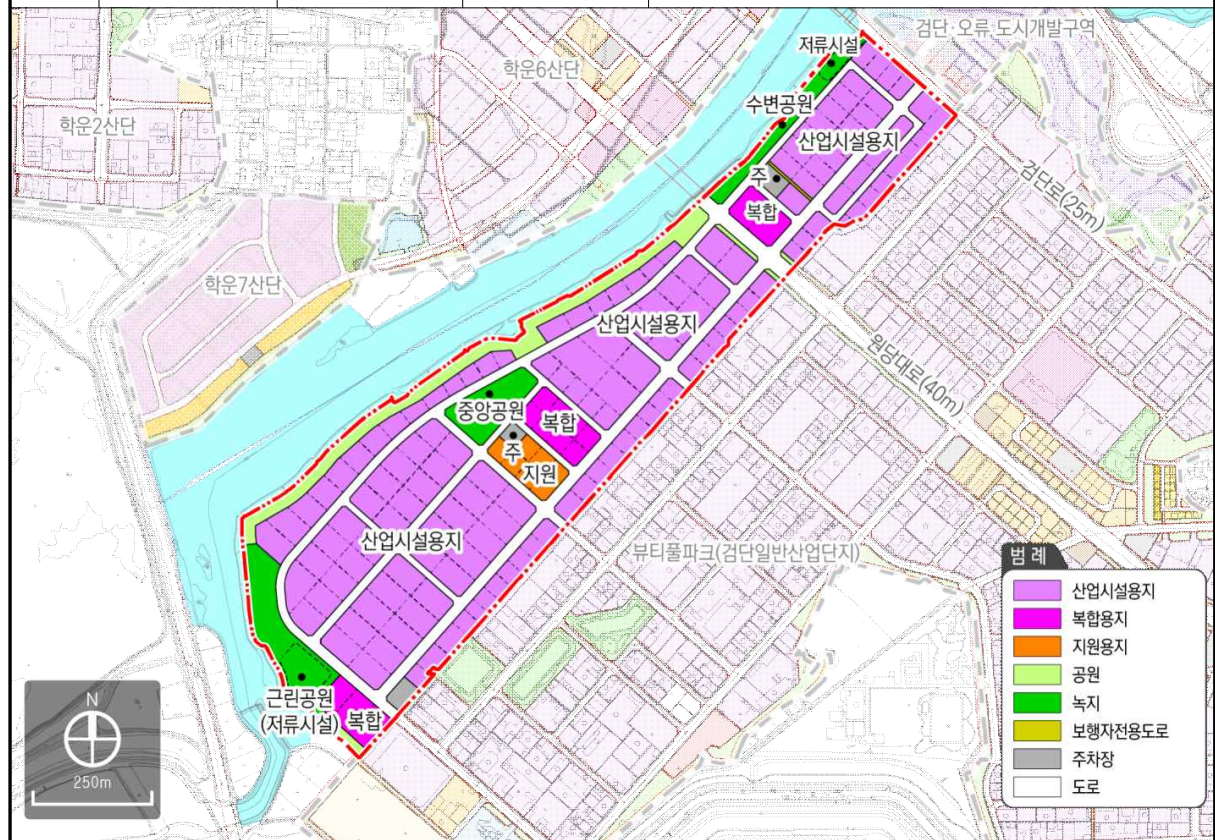 검단·오류 도시개발구역
저류시설
학운6산단
학운2산단
수변공원
산업시설용지
주
검단로(25m)
복합
학운7산단
산업시설용지
원당대로(40m)
중앙공원
복합
주
지원
산업시설용지
뷰티풀파크(검단일반산업단지)
근린공원
(저류시설)
복합
N
250m
범 례
산업시설용지
복합용지
지원용지
공원
녹지
보행자전용도로
주차장
도로